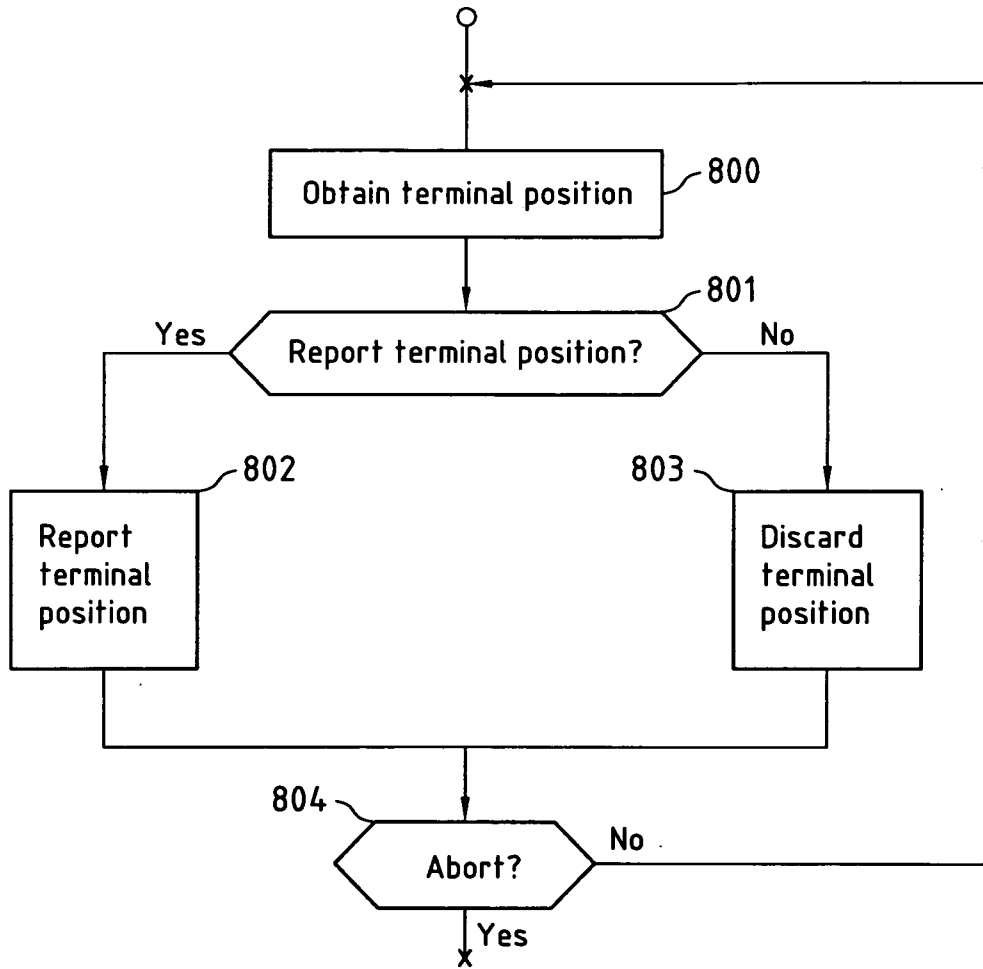 800
Obtain terminal position
801
Yes
No
Report terminal position?
802
803
Report
terminal
position
Discard
terminal
position
804
No
Abort?
Yes